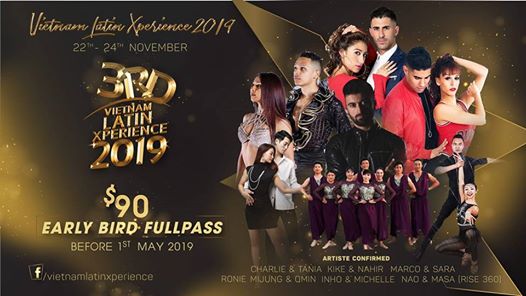 Vietnam Latin Xperience 2019
22TH - 24TH NOVEMBER
3RD
VIETNAM
LATIN
XPERIENCE
2019
$90
EARLY BIRD FULLPASS
BEFORE 1ST MAY 2019
f/vietnamlatinxperience
ARTISTE CONFIRMED
CHARLIE & TANIA KIKE & NAHIR MARCO & SARA
RONIE MIJUNG & QMIN INHO & MICHELLE NAO & MASA (RISE 360)